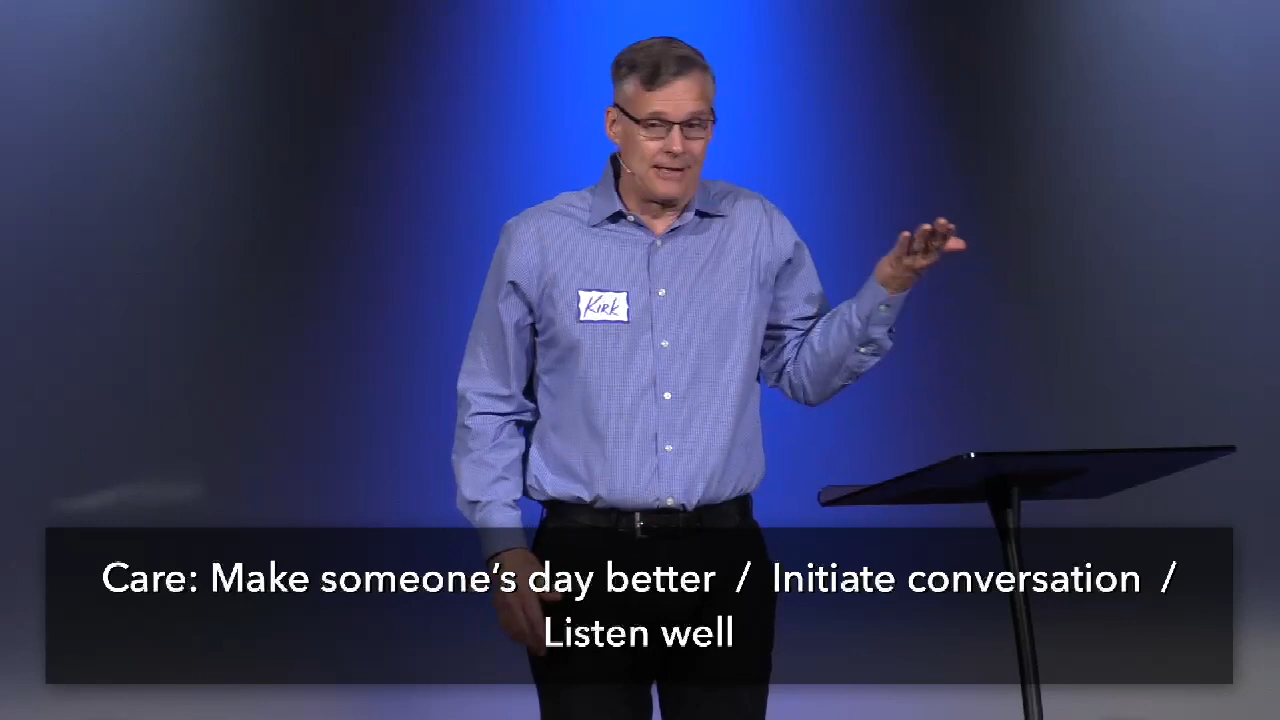 KIRK
Care: Make someone’s day better / Initiate conversation /
Listen well